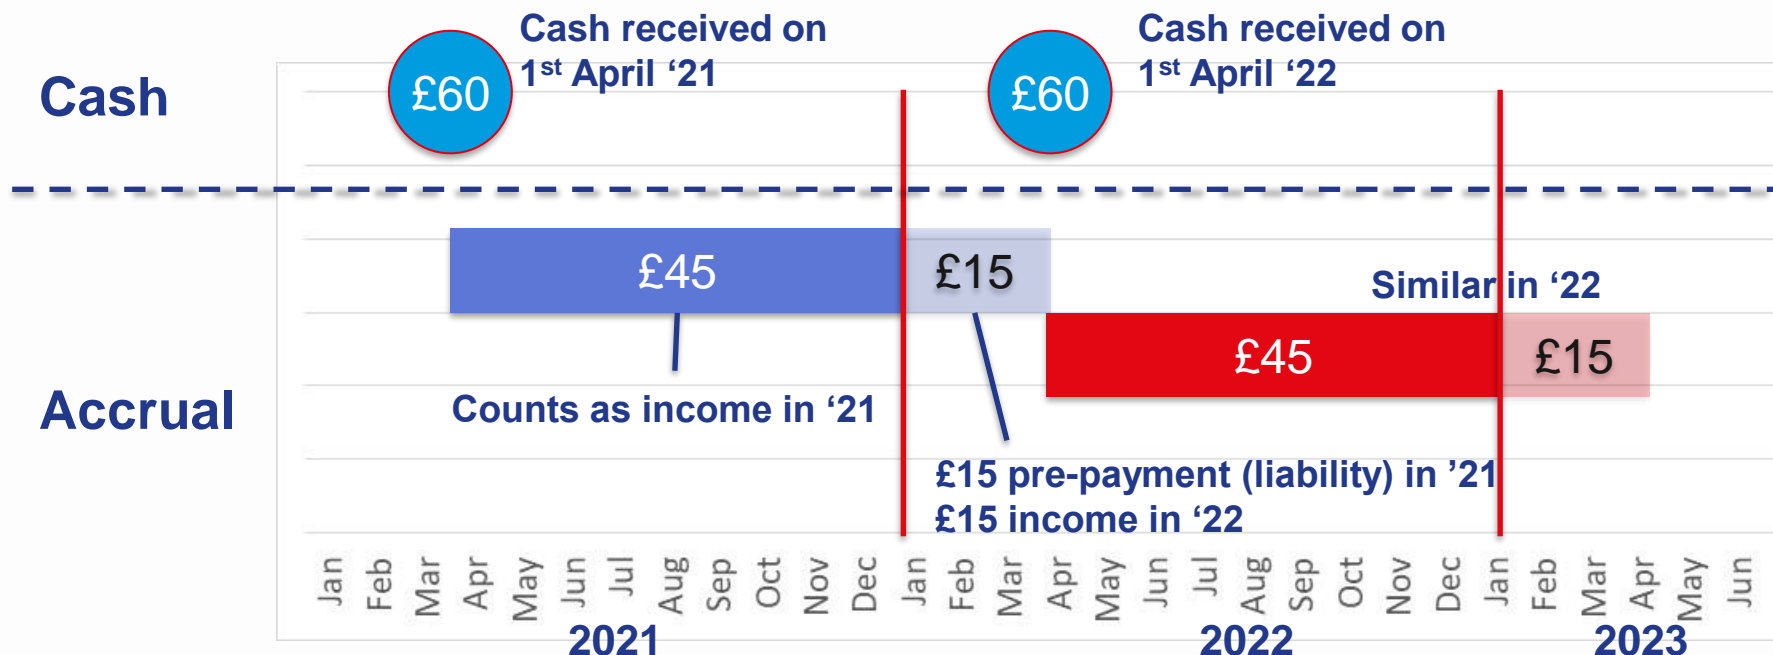 Cash
£60
Cash received on
1st April ‘21
£60
Cash received on
1st April ‘22
Accrual
£45
£15
Similar in ‘22
£45
£15
Counts as income in ‘21
£15 pre-payment (liability) in ’21
£15 income in ‘22
Jan Feb Mar Apr May Jun Jul Aug Sep Oct Nov Dec Jan Feb Mar Apr May Jun Jul Aug Sep Oct Nov Dec Jan Feb Mar Apr May Jun
2021 2022 2023